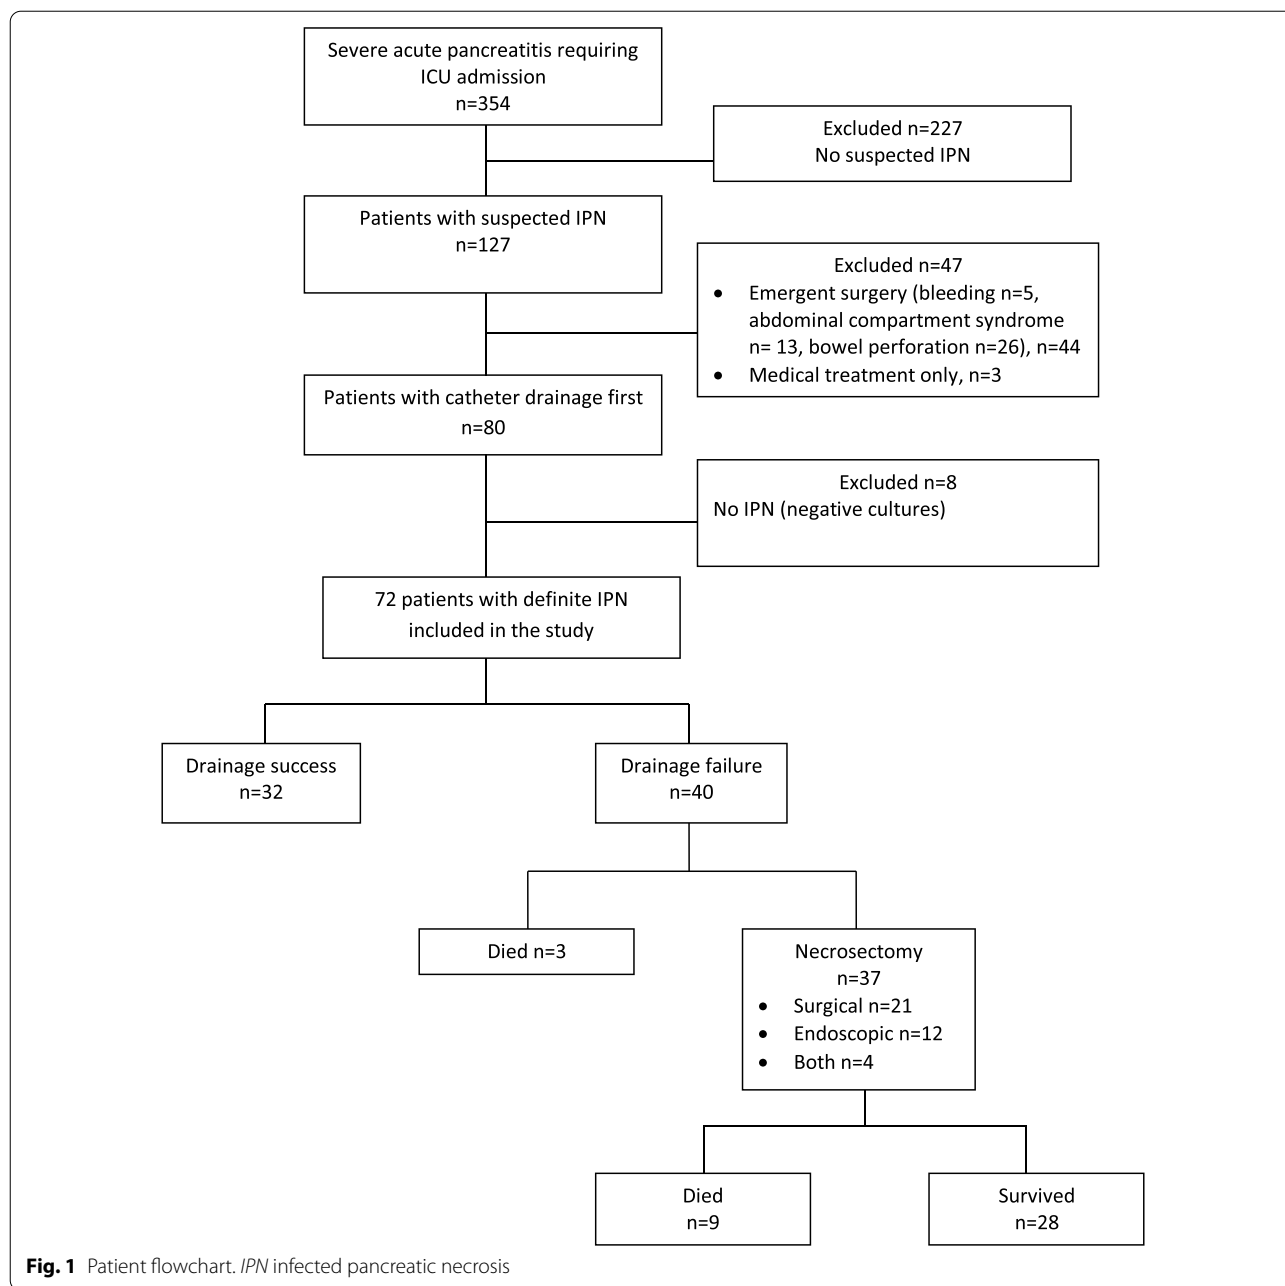 Severe acute pancreatitis requiring
ICU admission
n=354
Excluded n=227
No suspected IPN
Patients with suspected IPN
n=127
Excluded n=47
• Emergent surgery (bleeding n=5,
abdominal compartment syndrome
n= 13, bowel perforation n=26), n=44
• Medical treatment only, n=3
Patients with catheter drainage first
n=80
Excluded n=8
No IPN (negative cultures)
72 patients with definite IPN
included in the study
Drainage success
n=32
Drainage failure
n=40
Died n=3
Necrosectomy
n=37
• Surgical n=21
• Endoscopic n=12
• Both n=4
Died
n=9
Survived
n=28
Fig. 1 Patient flowchart. IPN infected pancreatic necrosis